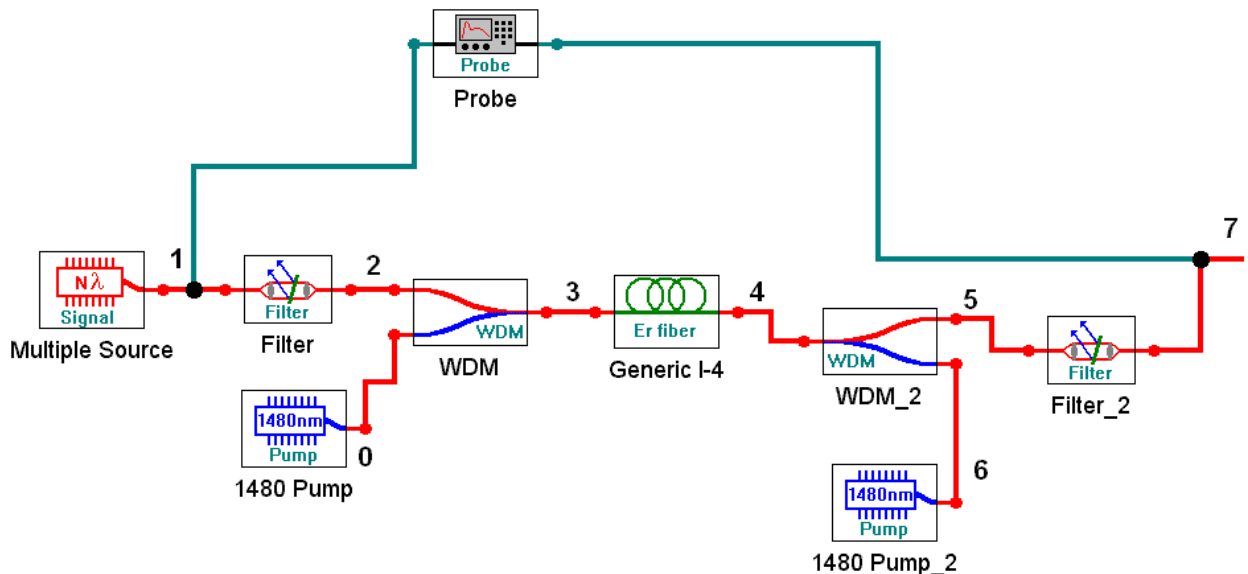 Probe
Probe
7
1
Nλ
Signal
Multiple Source
Filter
Filter
2
WDM
WDM
3
Er fiber
Generic I-4
4
WDM
WDM_2
5
Filter
Filter_2
1480nm
Pump
1480 Pump
0
1480nm
Pump
1480 Pump_2
6